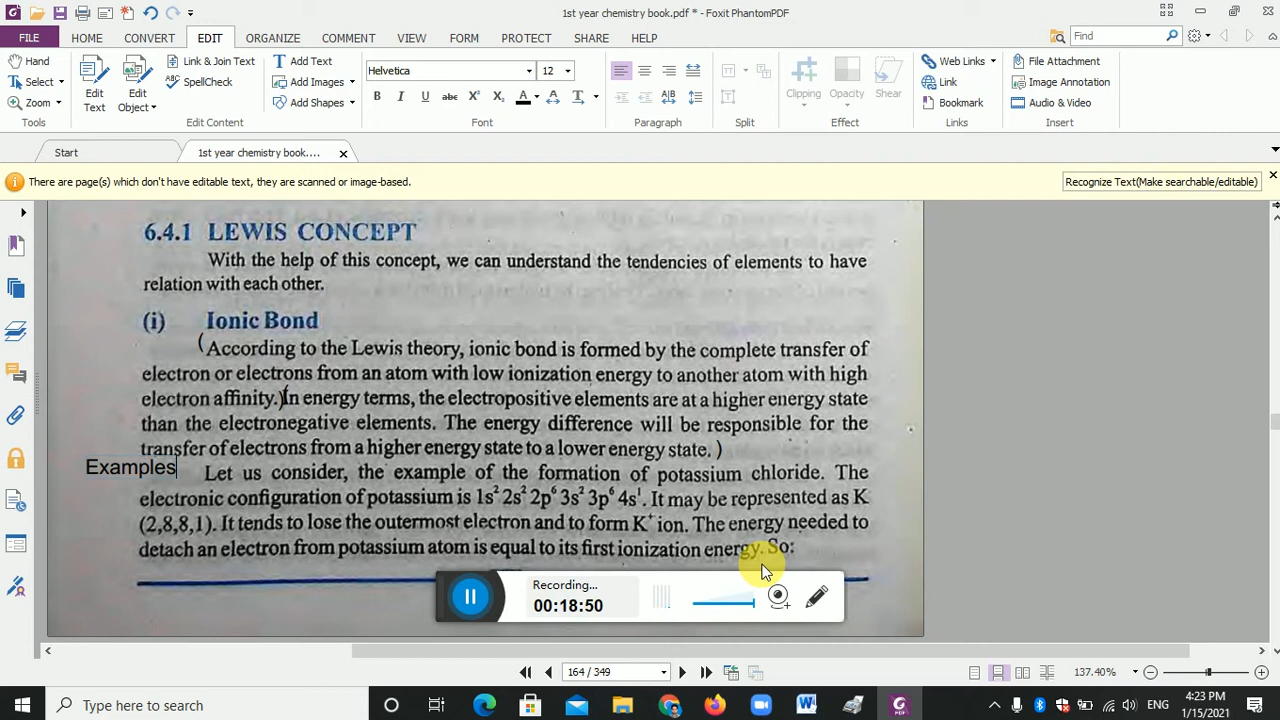 1st year chemistry book.pdf * - Foxit PhantomPDF
FILE HOME CONVERT EDIT ORGANIZE COMMENT VIEW FORM PROTECT SHARE HELP Find
Hand
Select
Zoom
Tools
Edit Text
Edit Object
Link & Join Text
SpellCheck
Add Text
Add Images
Add Shapes
Edit Content
Helvetica 12
B I U abc X² X₂ A
Font
Paragraph
Split
Clipping Opacity Shear
Effect
Web Links
Link
Bookmark
Links
File Attachment
Image Annotation
Audio & Video
Insert
Start 1st year chemistry book....
There are page(s) which don't have editable text, they are scanned or image-based. Recognize Text(Make searchable/editable)
6.4.1 LEWIS CONCEPT
With the help of this concept, we can understand the tendencies of elements to have
relation with each other.
(i) Ionic Bond
(According to the Lewis theory, ionic bond is formed by the complete transfer of
electron or electrons from an atom with low ionization energy to another atom with high
electron affinity.)(In energy terms, the electropositive elements are at a higher energy state
than the electronegative elements. The energy difference will be responsible for the
transfer of electrons from a higher energy state to a lower energy state. )
Examples
Let us consider, the example of the formation of potassium chloride. The
electronic configuration of potassium is 1s² 2s² 2p⁶ 3s² 3p⁶ 4s¹. It may be represented as K
(2,8,8,1). It tends to lose the outermost electron and to form K⁺ ion. The energy needed to
detach an electron from potassium atom is equal to its first ionization energy. So:
Recording...
00:18:50
164 / 349 137.40%
Type here to search
ENG
4:23 PM
1/15/2021